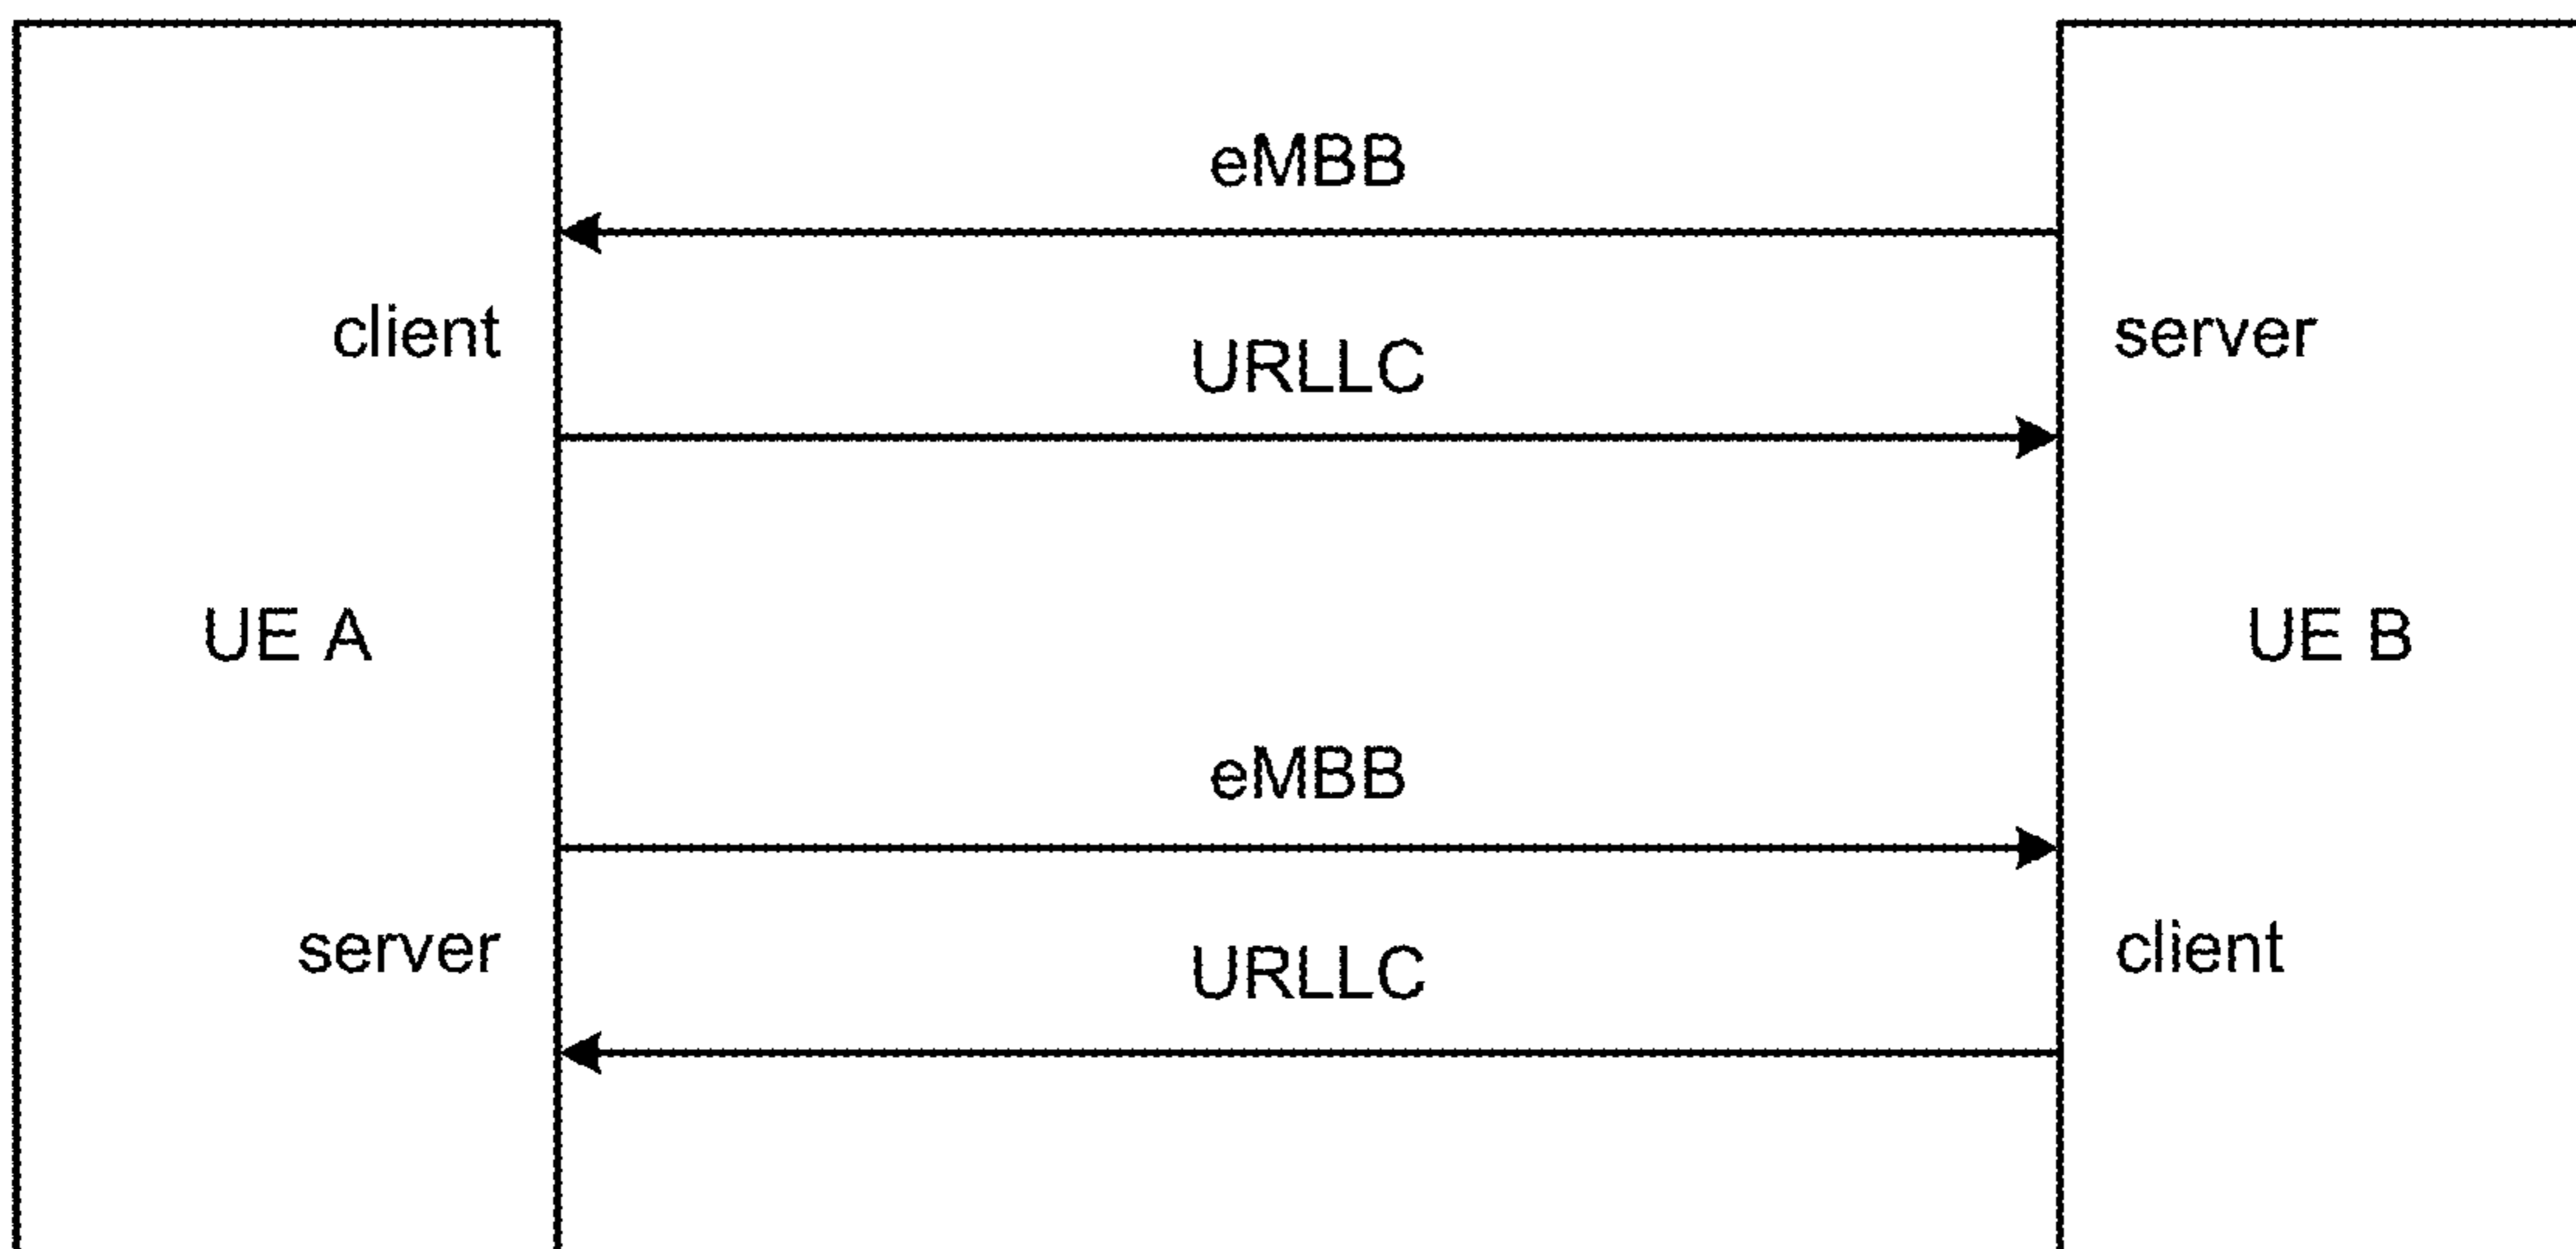 eMBB
client
server
URLLC
UE A
UE B
eMBB
server
client
URLLC